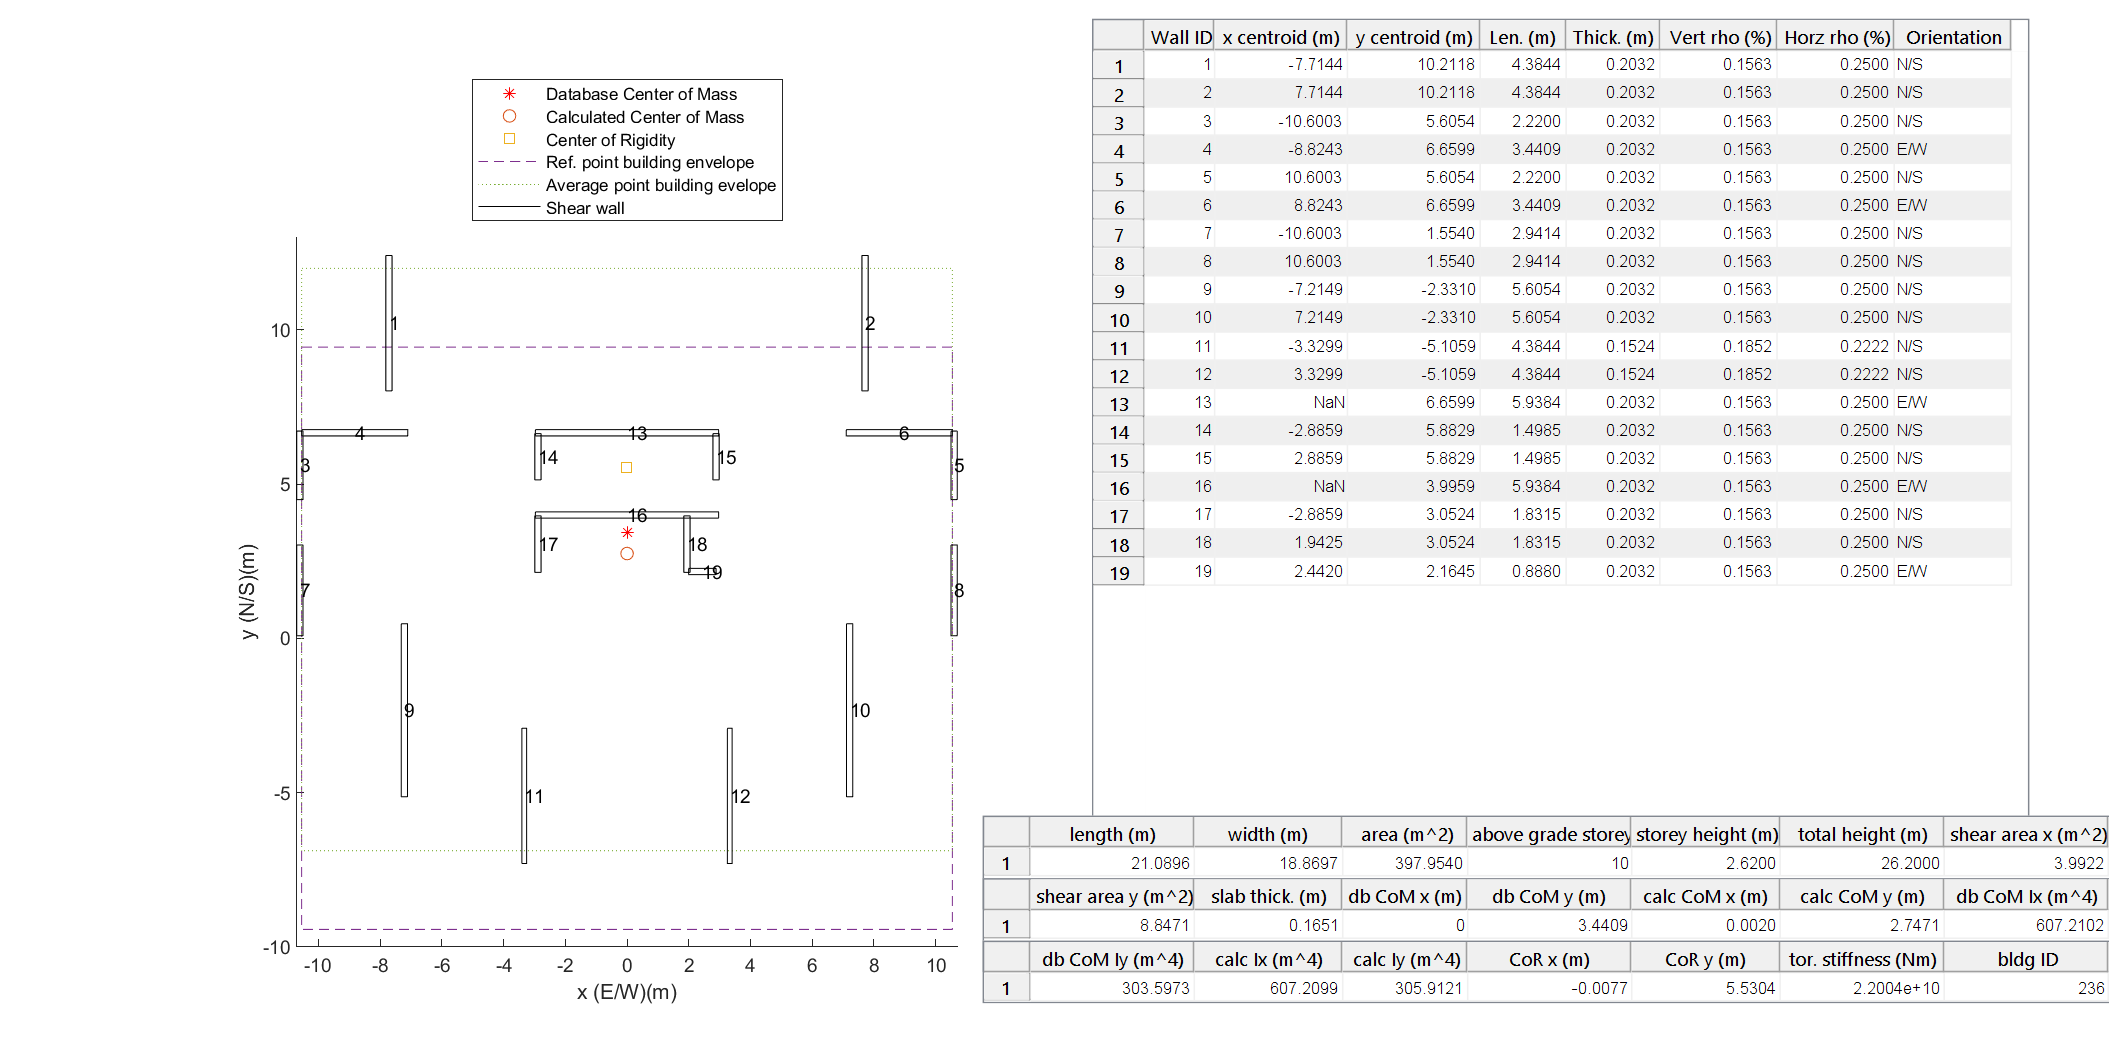 Database Center of Mass
Calculated Center of Mass
Center of Rigidity
Ref. point building envelope
Average point building evelope
Shear wall
y (N/S)(m)
10
5
0
-5
-10
-10 -8 -6 -4 -2 0 2 4 6 8 10
x (E/W)(m)
1
2
4 13 6
3 14 15 5
16
17 18
19
7 8
9 10
11 12
Wall ID x centroid (m) y centroid (m) Len. (m) Thick. (m) Vert rho (%) Horz rho (%) Orientation
1 1 -7.7144 10.2118 4.3844 0.2032 0.1563 0.2500 N/S
2 2 7.7144 10.2118 4.3844 0.2032 0.1563 0.2500 N/S
3 3 -10.6003 5.6054 2.2200 0.2032 0.1563 0.2500 N/S
4 4 -8.8243 6.6599 3.4409 0.2032 0.1563 0.2500 E/W
5 5 10.6003 5.6054 2.2200 0.2032 0.1563 0.2500 N/S
6 6 8.8243 6.6599 3.4409 0.2032 0.1563 0.2500 E/W
7 7 -10.6003 1.5540 2.9414 0.2032 0.1563 0.2500 N/S
8 8 10.6003 1.5540 2.9414 0.2032 0.1563 0.2500 N/S
9 9 -7.2149 -2.3310 5.6054 0.2032 0.1563 0.2500 N/S
10 10 7.2149 -2.3310 5.6054 0.2032 0.1563 0.2500 N/S
11 11 -3.3299 -5.1059 4.3844 0.1524 0.1852 0.2222 N/S
12 12 3.3299 -5.1059 4.3844 0.1524 0.1852 0.2222 N/S
13 13 NaN 6.6599 5.9384 0.2032 0.1563 0.2500 E/W
14 14 -2.8859 5.8829 1.4985 0.2032 0.1563 0.2500 N/S
15 15 2.8859 5.8829 1.4985 0.2032 0.1563 0.2500 N/S
16 16 NaN 3.9959 5.9384 0.2032 0.1563 0.2500 E/W
17 17 -2.8859 3.0524 1.8315 0.2032 0.1563 0.2500 N/S
18 18 1.9425 3.0524 1.8315 0.2032 0.1563 0.2500 N/S
19 19 2.4420 2.1645 0.8880 0.2032 0.1563 0.2500 E/W
length (m) width (m) area (m^2) above grade storey storey height (m) total height (m) shear area x (m^2)
1 21.0896 18.8697 397.9540 10 2.6200 26.2000 3.9922
shear area y (m^2) slab thick. (m) db CoM x (m) db CoM y (m) calc CoM x (m) calc CoM y (m) db CoM Ix (m^4)
1 8.8471 0.1651 0 3.4409 0.0020 2.7471 607.2102
db CoM Iy (m^4) calc Ix (m^4) calc Iy (m^4) CoR x (m) CoR y (m) tor. stiffness (Nm) bldg ID
1 303.5973 607.2099 305.9121 -0.0077 5.5304 2.2004e+10 236